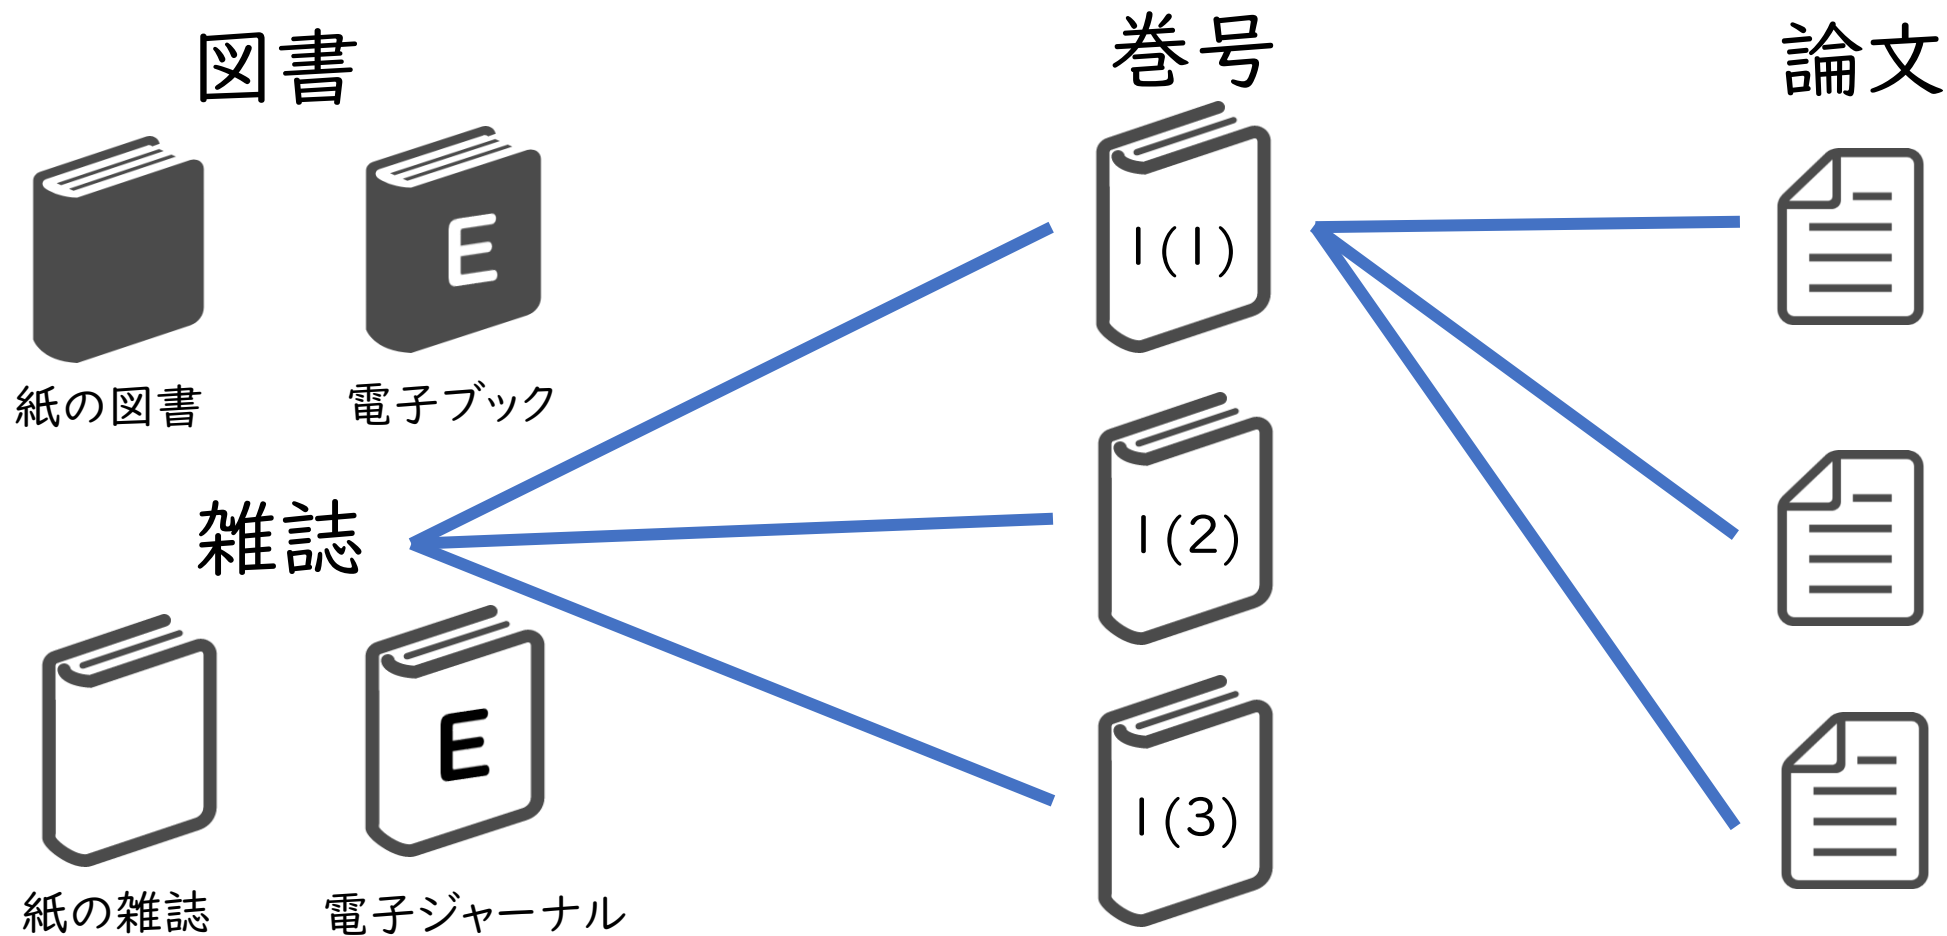 図書
E
紙の図書
電子ブック
雑誌
E
紙の雑誌
電子ジャーナル
巻号
1(1)
1(2)
1(3)
論文